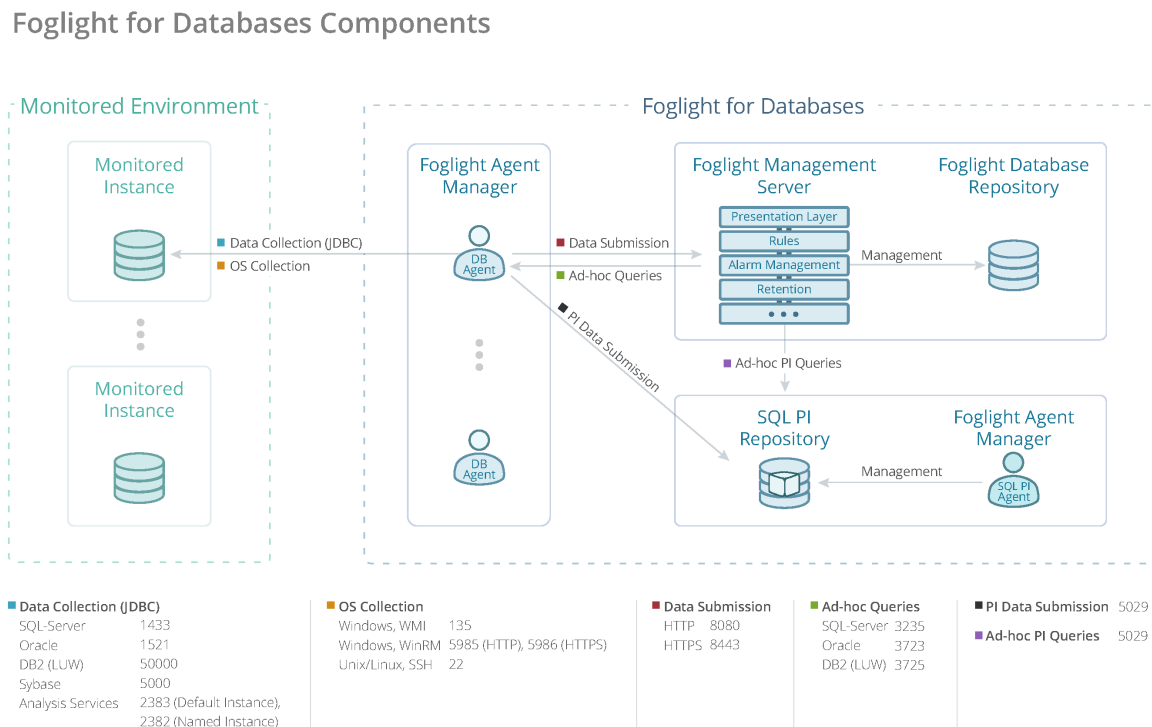 Foglight for Databases Components
Monitored Environment
Foglight for Databases
Monitored
Instance
Foglight Agent
Manager
Foglight Management
Server
Foglight Database
Repository
Presentation Layer
Rules
Alarm Management
Retention
Data Collection (JDBC)
OS Collection
DB
Agent
Data Submission
Ad-hoc Queries
Management
PI Data Submission
Ad-hoc PI Queries
Monitored
Instance
DB
Agent
SQL PI
Repository
Foglight Agent
Manager
Management
SQL PI
Agent
Data Collection (JDBC)
SQL-Server 1433
Oracle 1521
DB2 (LUW) 50000
Sybase 5000
Analysis Services 2383 (Default Instance),
2382 (Named Instance)
OS Collection
Windows, WMI 135
Windows, WinRM 5985 (HTTP), 5986 (HTTPS)
Unix/Linux, SSH 22
Data Submission
HTTP 8080
HTTPS 8443
Ad-hoc Queries
SQL-Server 3235
Oracle 3723
DB2 (LUW) 3725
PI Data Submission 5029
Ad-hoc PI Queries 5029